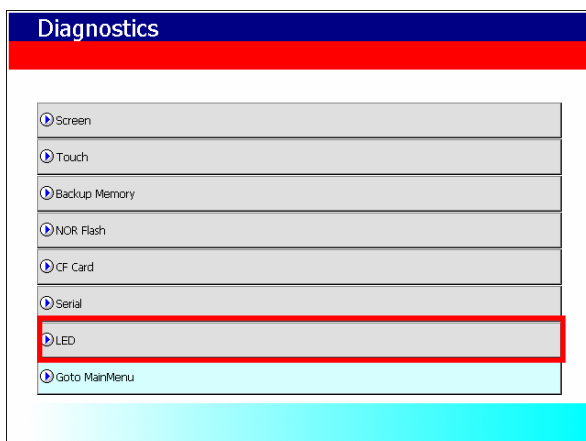 Diagnostics
Screen
Touch
Backup Memory
NOR Flash
CF Card
Serial
LED
Goto MainMenu